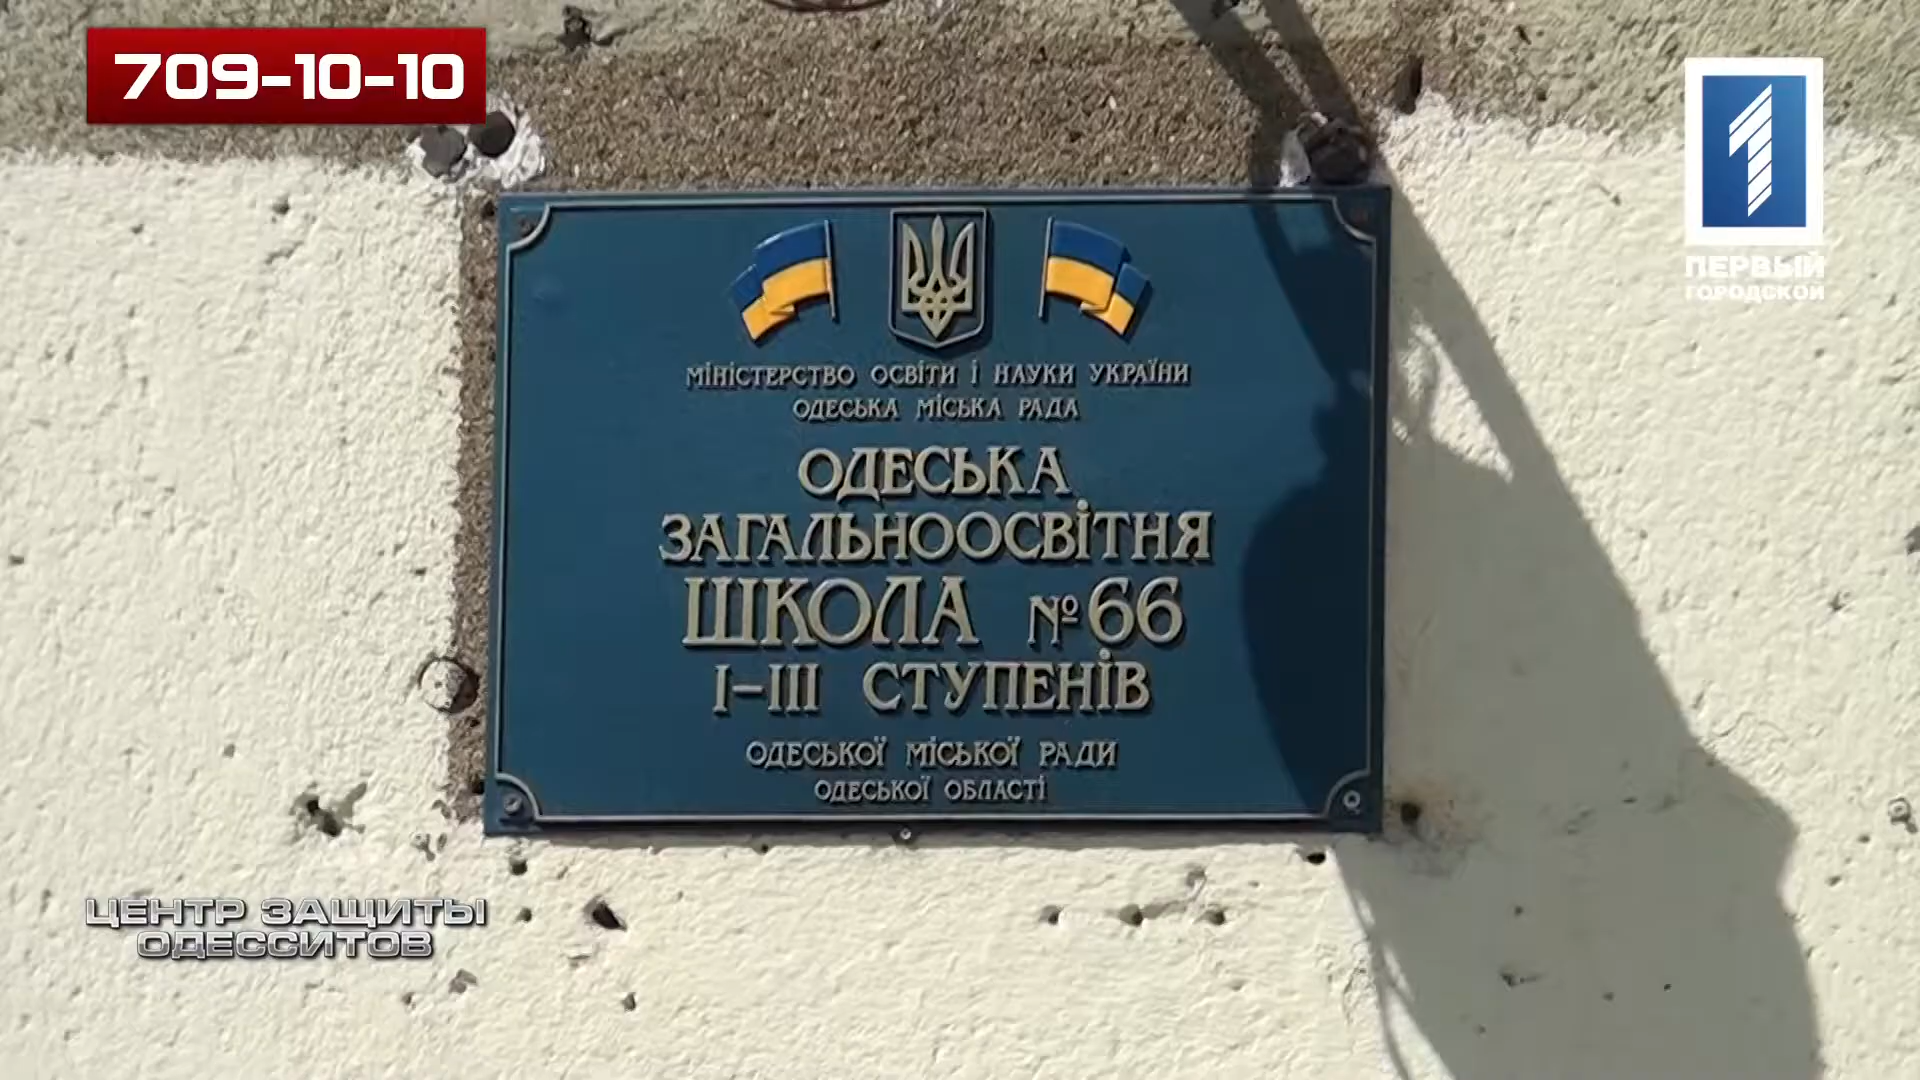 709-10-10
ПЕРВЫЙ
ГОРОДСКОЙ
МІНІСТЕРСТВО ОСВІТИ І НАУКИ УКРАЇНИ
ОДЕСЬКА МІСЬКА РАДА
ОДЕСЬКА
ЗАГАЛЬНООСВІТНЯ
ШКОЛА №66
І-ІІІ СТУПЕНІВ
ОДЕСЬКОЇ МІСЬКОЇ РАДИ
ОДЕСЬКОЇ ОБЛАСТІ
ЦЕНТР ЗАЩИТЫ
ОДЕССИТОВ